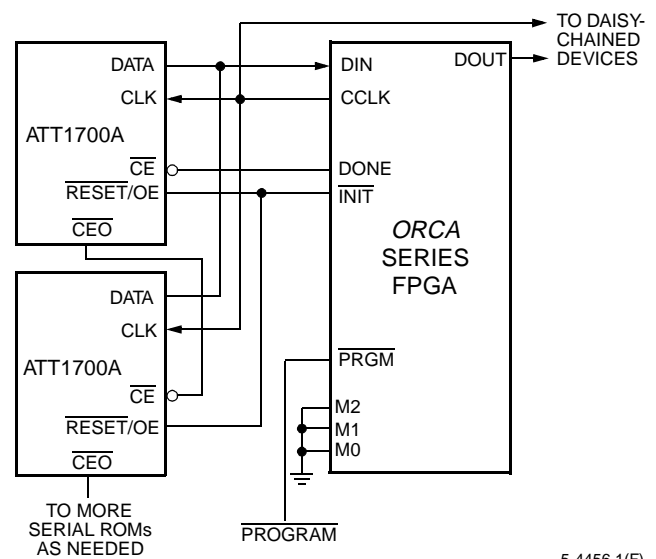 TO DAISY-
CHAINED
DEVICES
DATA
CLK
ATT1700A
CE
RESET/OE
CEO
DIN
DOUT
CCLK
DONE
INIT
ORCA
SERIES
FPGA
PRGM
M2
M1
M0
DATA
CLK
ATT1700A
CE
RESET/OE
CEO
TO MORE
SERIAL ROMs
AS NEEDED
PROGRAM
5-4456.1(F)